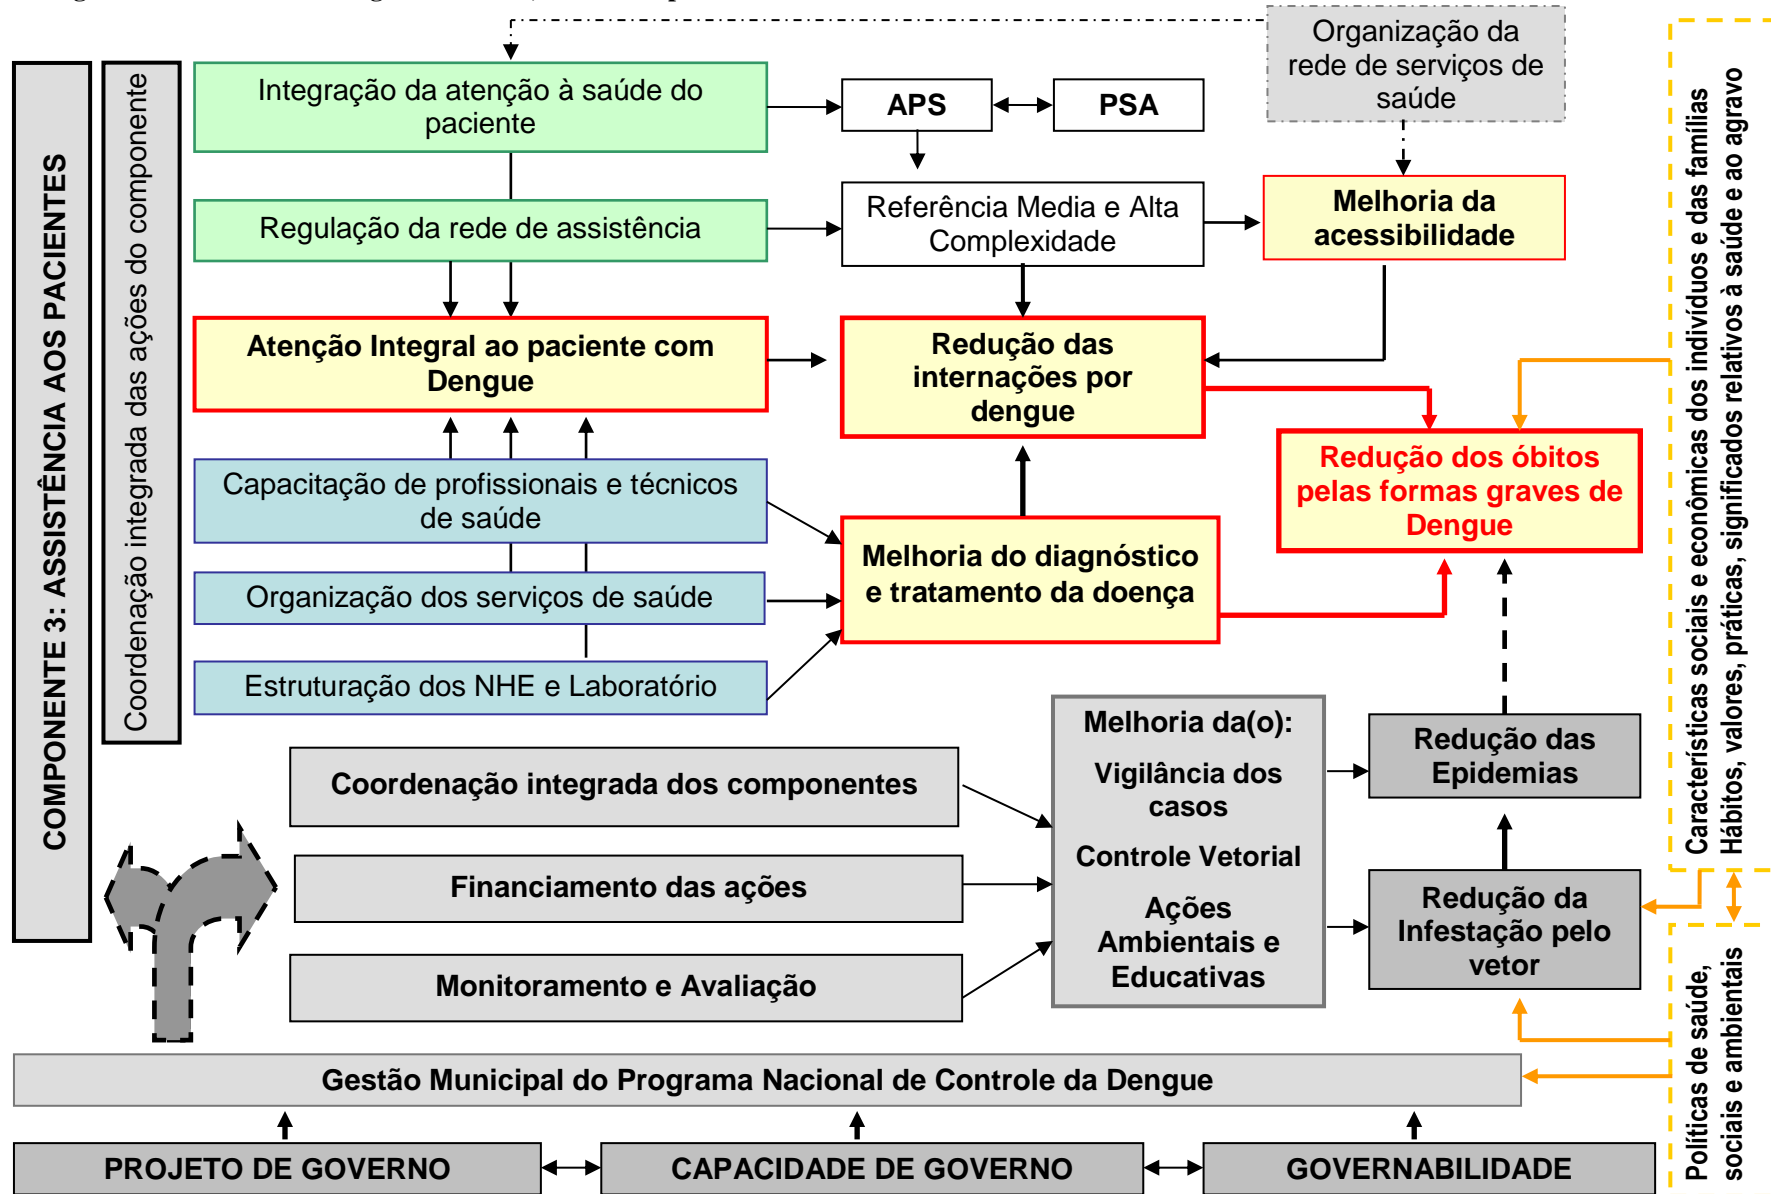 Organização da
rede de serviços de
saúde
Integração da atenção à saúde do
paciente
APS
PSA
Regulação da rede de assistência
Referência Media e Alta
Complexidade
Melhoria da
acessibilidade
Atenção Integral ao paciente com
Dengue
Redução das
internações por
dengue
Redução dos óbitos
pelas formas graves de
Dengue
Capacitação de profissionais e técnicos
de saúde
Organização dos serviços de saúde
Estruturação dos NHE e Laboratório
Melhoria do diagnóstico
e tratamento da doença
COMPONENTE 3: ASSISTÊNCIA AOS PACIENTES
Coordenação integrada das ações do componente
Coordenação integrada dos componentes
Financiamento das ações
Monitoramento e Avaliação
Melhoria da(o):
Vigilância dos
casos
Controle Vetorial
Ações
Ambientais e
Educativas
Redução das
Epidemias
Redução da
Infestação pelo
vetor
Características sociais e econômicas dos indivíduos e das famílias
Hábitos, valores, práticas, significados relativos à saúde e ao agravo
Políticas de saúde,
sociais e ambientais
Gestão Municipal do Programa Nacional de Controle da Dengue
PROJETO DE GOVERNO
CAPACIDADE DE GOVERNO
GOVERNABILIDADE